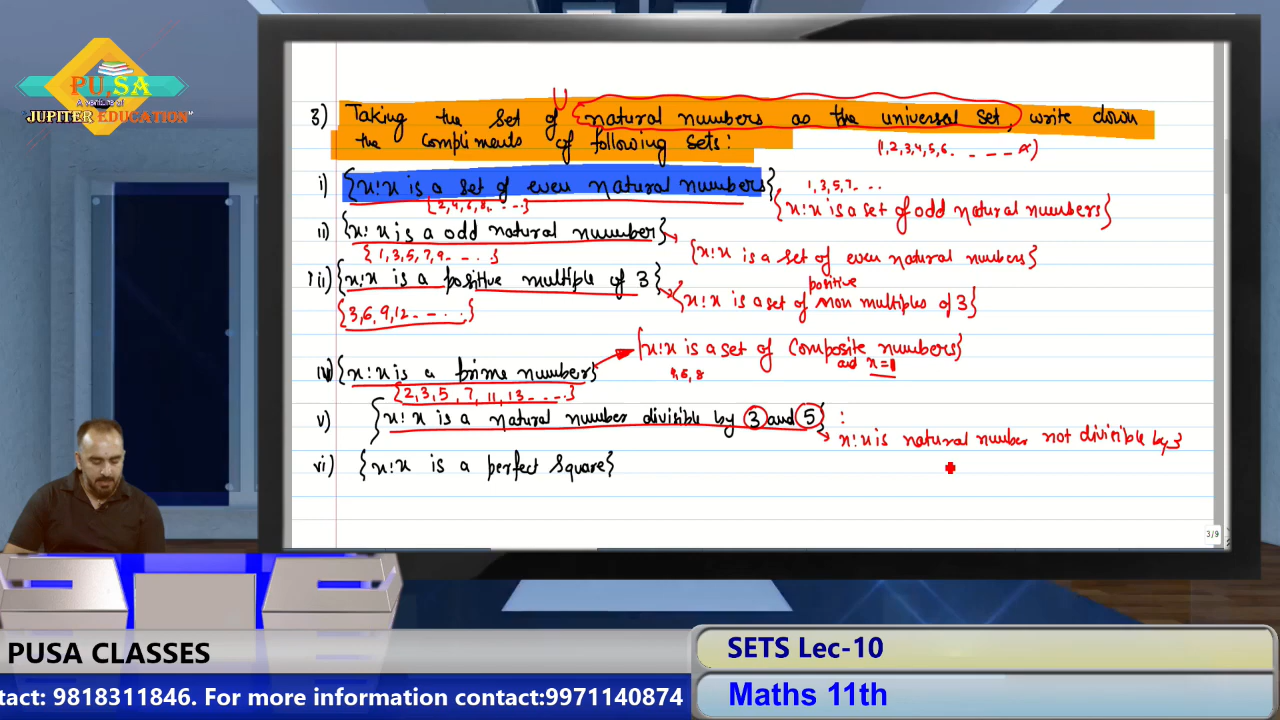 PU,SA
A venture of
"JUPITER EDUCATION"
U
3) Taking the set of natural numbers as the universal set, write down
the compliments of following sets:
(1,2,3,4,5,6. . - - - ∞)
i) {x:x is a set of even natural numbers}
{2,4,6,8, . . . .}
1,3,5,7- . . .
{x:x is a set of odd natural numbers}
ii) {x:x is a odd natural number}
{1,3,5,7,9- - . . .}
{x:x is a set of even natural numbers}
iii) {x:x is a positive multiple of 3}
{3,6,9,12- - - . . .}
positive
{x:x is a set of non multiples of 3}
iv) {x:x is a prime number}
{2,3,5,7,11,13 - - . . .}
{x:x is a set of composite numbers}
and x=1
4,6,8
v) {x:x is a natural number divisible by 3 and 5} :
x:x is natural number not divisible by 3
vi) {x:x is a perfect square}
3/9
PUSA CLASSES
SETS Lec-10
tact: 9818311846. For more information contact:9971140874
Maths 11th